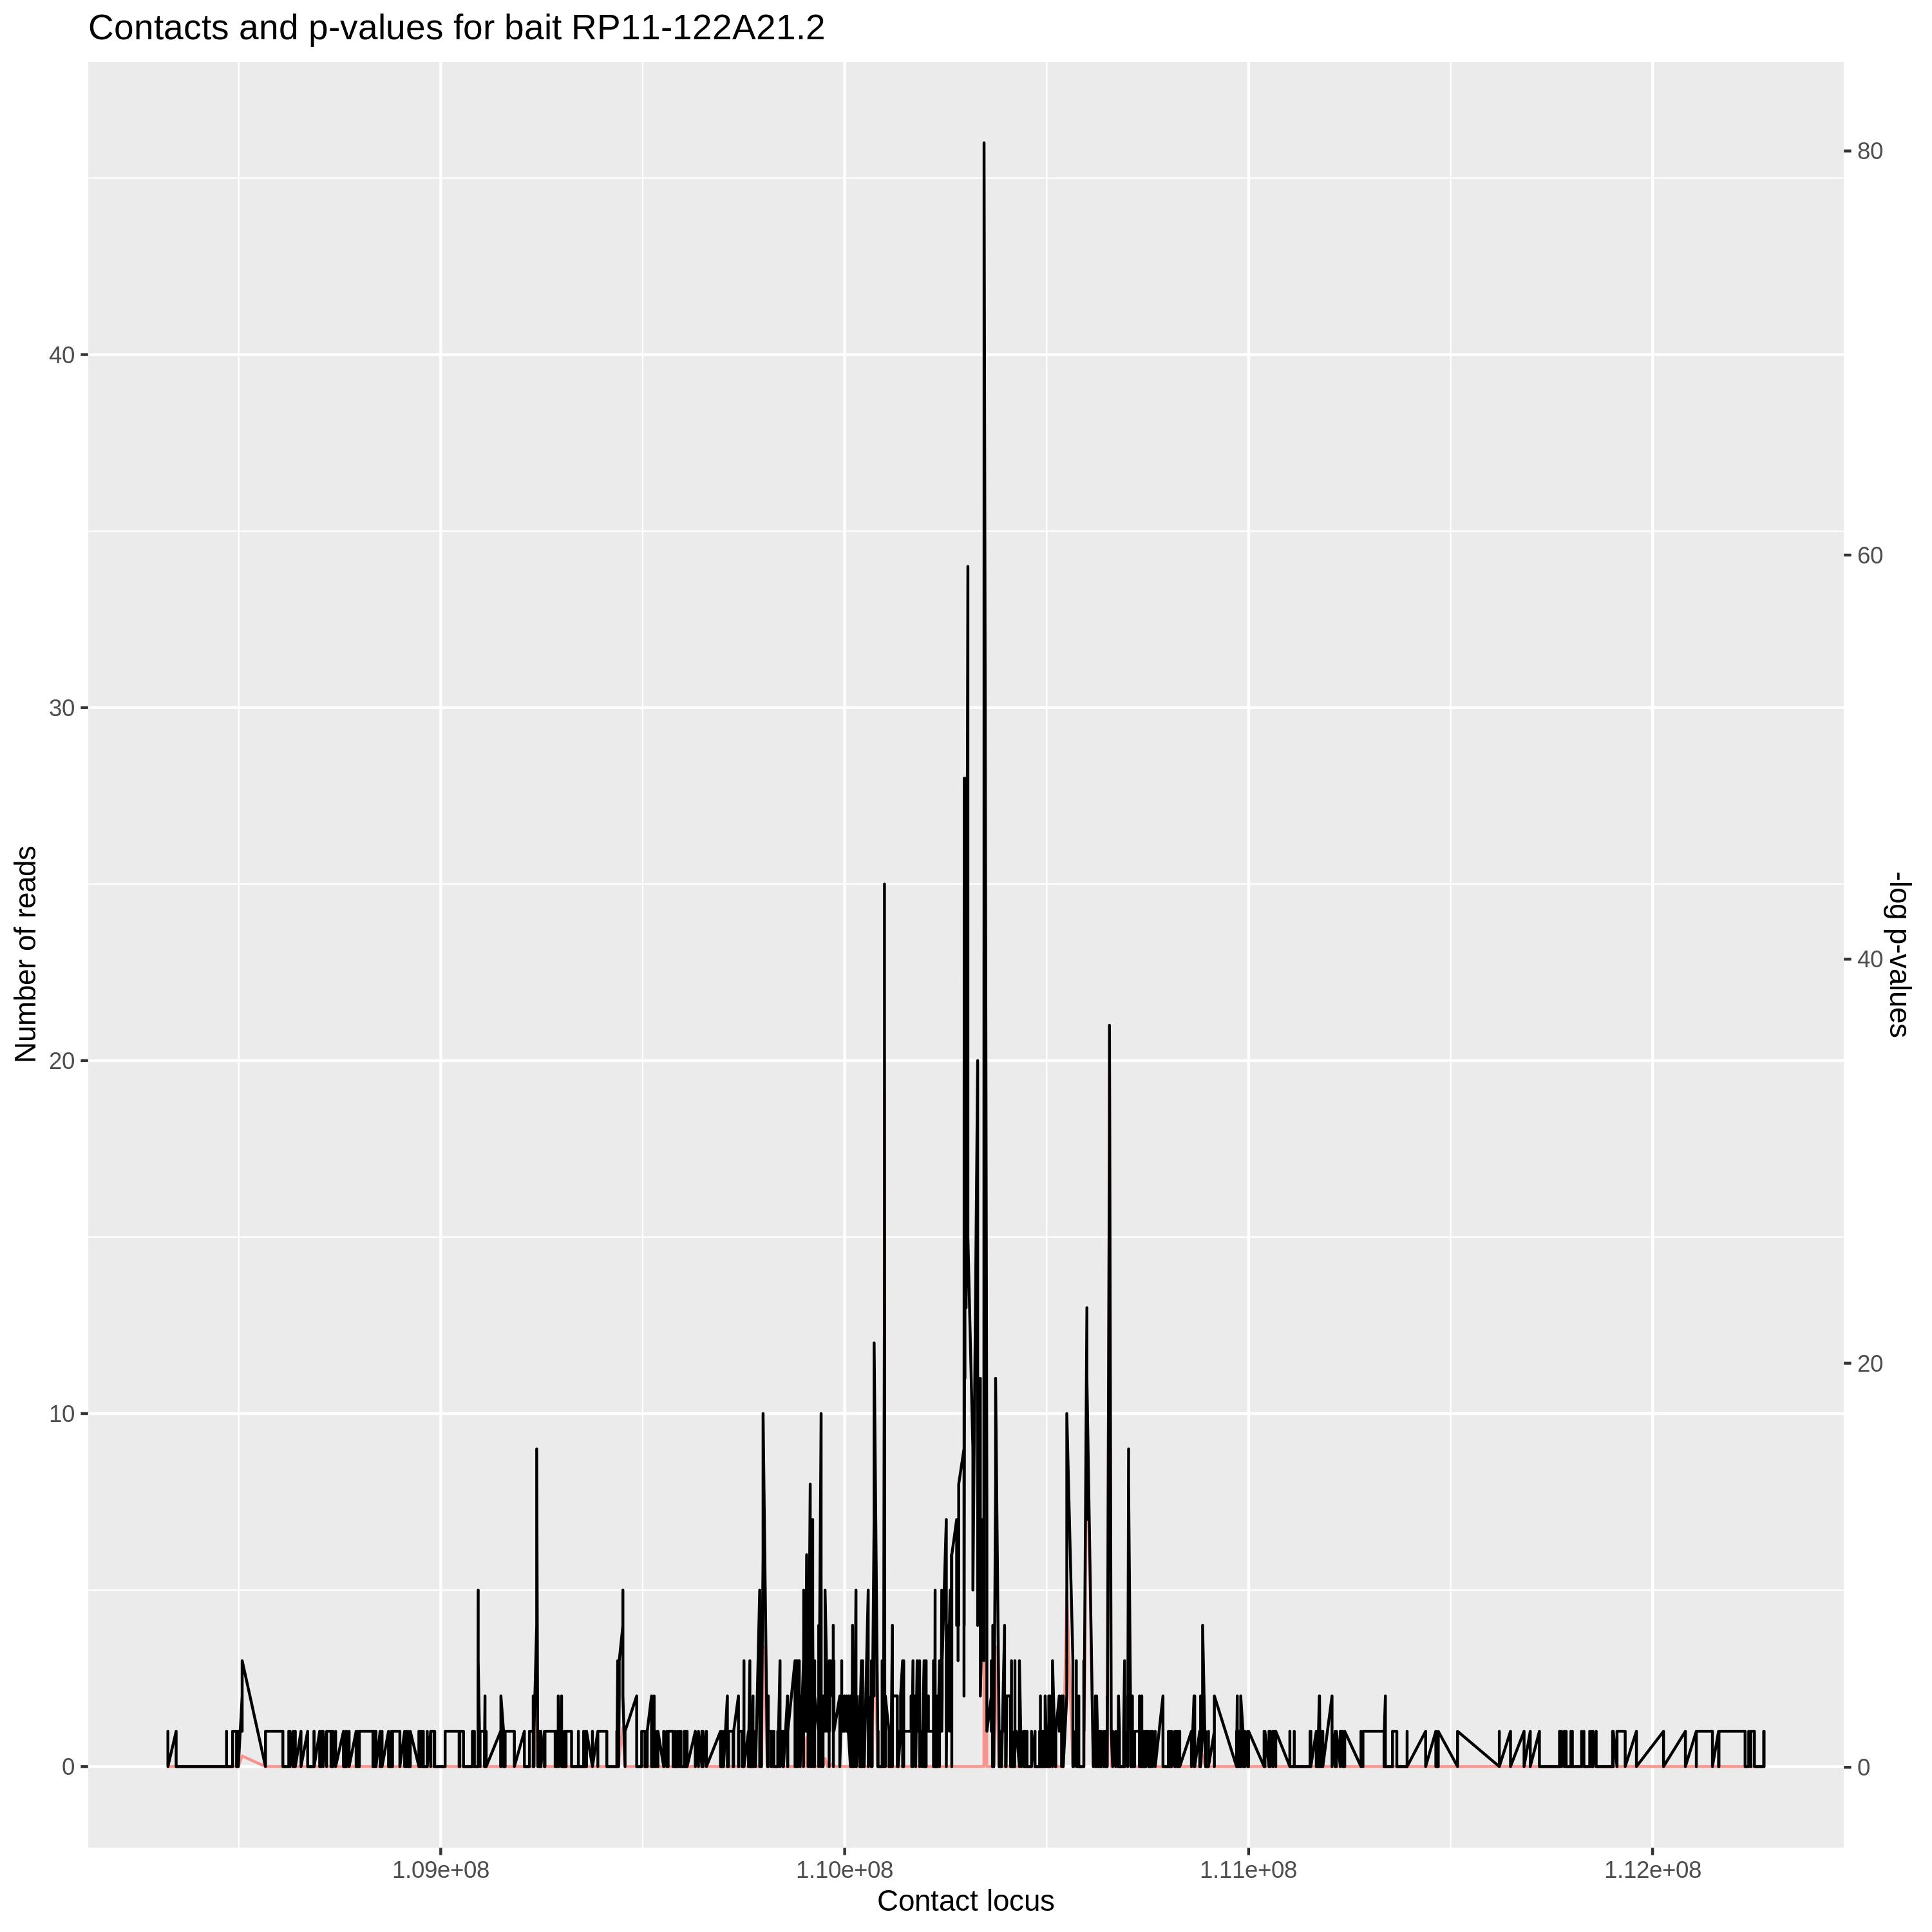 Contacts and p-values for bait RP11-122A21.2
Number of reads
40
30
20
10
0
80
60
40
20
0
-log p-values
1.09e+08
1.10e+08
1.11e+08
1.12e+08
Contact locus